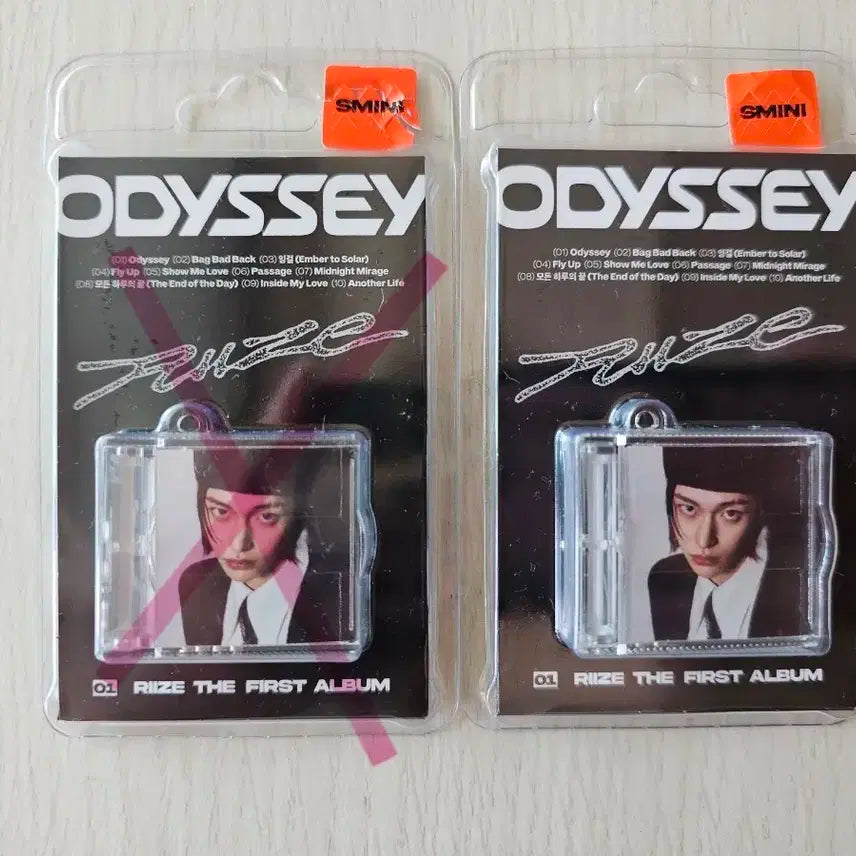 SMINI
ODYSSEY
(01) Odyssey (02) Bag Bad Back (03) 잉걸 (Ember to Solar)
(04) Fly Up (05) Show Me Love (06) Passage (07) Midnight Mirage
(08) 모든 하루의 끝 (The End of the Day) (09) Inside My Love (10) Another Life
RIIZE
01 RIIZE THE FIRST ALBUM
SMINI
ODYSSEY
(01) Odyssey (02) Bag Bad Back (03) 잉걸 (Ember to Solar)
(04) Fly Up (05) Show Me Love (06) Passage (07) Midnight Mirage
(08) 모든 하루의 끝 (The End of the Day) (09) Inside My Love (10) Another Life
RIIZE
01 RIIZE THE FIRST ALBUM